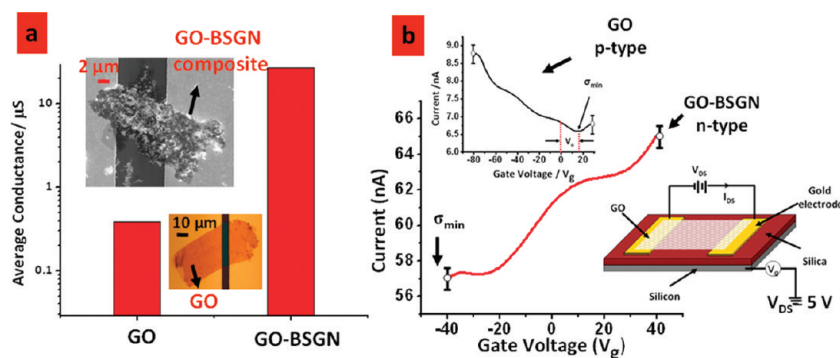 a
GO-BSGN
composite
2 μm
10
1
0.1
Average Conductance/ μS
10 μm
GO
GO
GO-BSGN
b
GO
p-type
9.0
8.5
8.0
7.5
7.0
6.5
6.0
Current /nA
σmin
V
-80
-60
-40
-20
0
20
Gate Voltage / Vg
GO-BSGN
n-type
66
64
62
60
58
56
Current (nA)
σmin
-40
-20
0
20
40
Gate Voltage (Vg)
VDS
IDS
GO
Gold
electrode
Silica
Silicon
Vg
VDS= 5 V